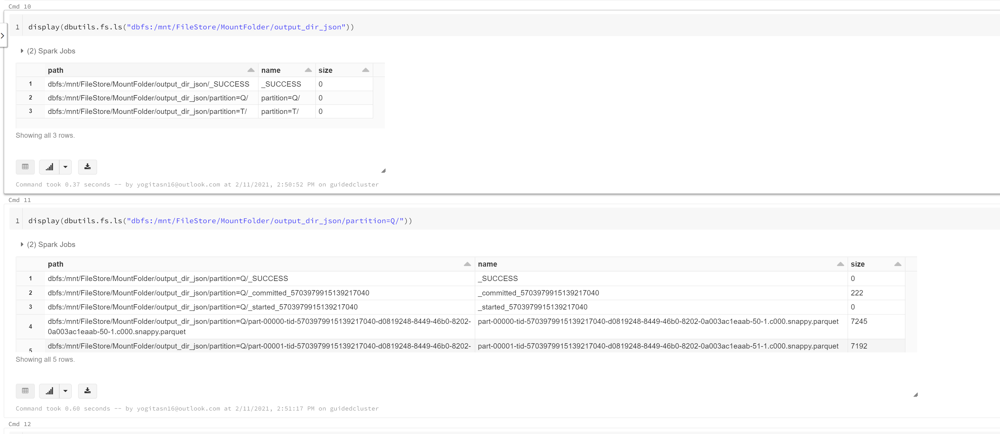 Cmd 10
1 display(dbutils.fs.ls("dbfs:/mnt/FileStore/MountFolder/output_dir_json"))
(2) Spark Jobs
path name size
1 dbfs:/mnt/FileStore/MountFolder/output_dir_json/_SUCCESS _SUCCESS 0
2 dbfs:/mnt/FileStore/MountFolder/output_dir_json/partition=Q/ partition=Q/ 0
3 dbfs:/mnt/FileStore/MountFolder/output_dir_json/partition=T/ partition=T/ 0
Showing all 3 rows.
Command took 0.37 seconds -- by yogitasn16@outlook.com at 2/11/2021, 2:50:52 PM on guidedcluster
Cmd 11
1 display(dbutils.fs.ls("dbfs:/mnt/FileStore/MountFolder/output_dir_json/partition=Q/"))
(2) Spark Jobs
path name size
1 dbfs:/mnt/FileStore/MountFolder/output_dir_json/partition=Q/_SUCCESS _SUCCESS 0
2 dbfs:/mnt/FileStore/MountFolder/output_dir_json/partition=Q/_committed_5703979915139217040 _committed_5703979915139217040 222
3 dbfs:/mnt/FileStore/MountFolder/output_dir_json/partition=Q/_started_5703979915139217040 _started_5703979915139217040 0
4 dbfs:/mnt/FileStore/MountFolder/output_dir_json/partition=Q/part-00000-tid-5703979915139217040-d0819248-8449-46b0-8202- part-00000-tid-5703979915139217040-d0819248-8449-46b0-8202-0a003ac1eaab-50-1.c000.snappy.parquet 7245
0a003ac1eaab-50-1.c000.snappy.parquet
5 dbfs:/mnt/FileStore/MountFolder/output_dir_json/partition=Q/part-00001-tid-5703979915139217040-d0819248-8449-46b0-8202- part-00001-tid-5703979915139217040-d0819248-8449-46b0-8202-0a003ac1eaab-51-1.c000.snappy.parquet 7192
Showing all 5 rows.
Command took 0.60 seconds -- by yogitasn16@outlook.com at 2/11/2021, 2:51:17 PM on guidedcluster
Cmd 12